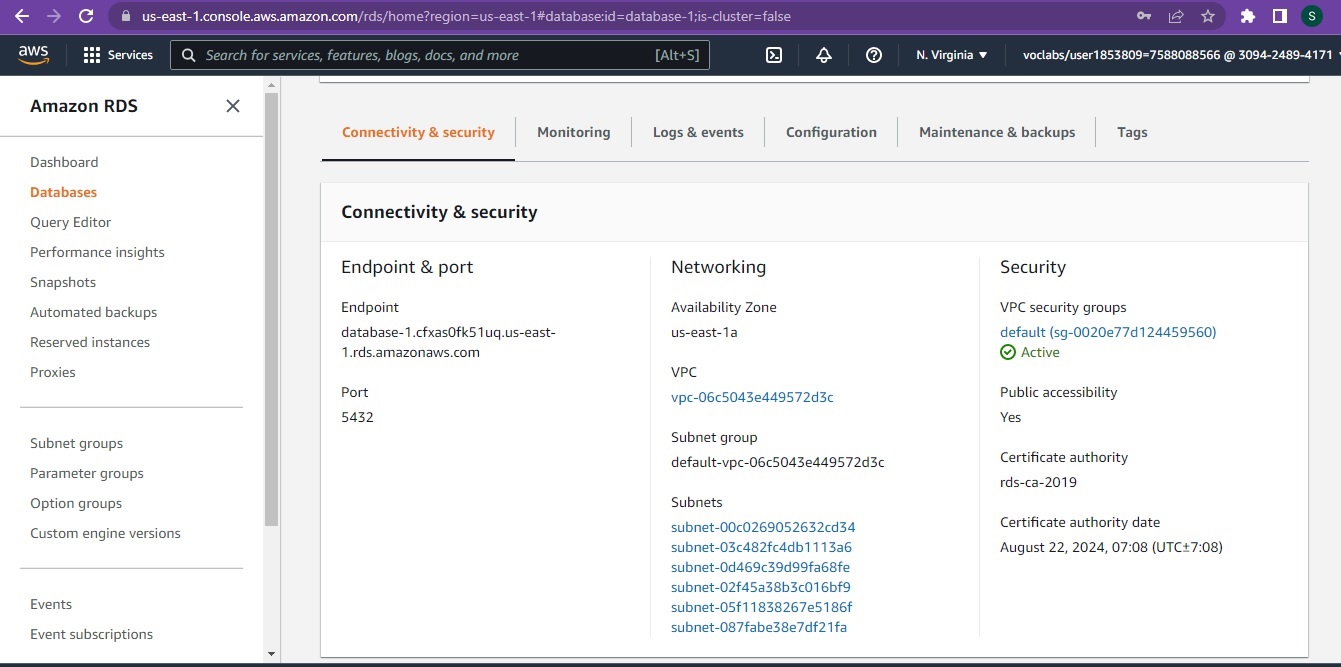 us-east-1.console.aws.amazon.com/rds/home?region=us-east-1#database:id=database-1;is-cluster=false
S
aws
Services
Search for services, features, blogs, docs, and more
[Alt+S]
N. Virginia
voclabs/user1853809=7588088566 @ 3094-2489-4171
Amazon RDS
Dashboard
Databases
Query Editor
Performance insights
Snapshots
Automated backups
Reserved instances
Proxies
Subnet groups
Parameter groups
Option groups
Custom engine versions
Events
Event subscriptions
Connectivity & security
Monitoring
Logs & events
Configuration
Maintenance & backups
Tags
Connectivity & security
Endpoint & port
Endpoint
database-1.cfxas0fk51uq.us-east-
1.rds.amazonaws.com
Port
5432
Networking
Availability Zone
us-east-1a
VPC
vpc-06c5043e449572d3c
Subnet group
default-vpc-06c5043e449572d3c
Subnets
subnet-00c0269052632cd34
subnet-03c482fc4db1113a6
subnet-0d469c39d99fa68fe
subnet-02f45a38b3c016bf9
subnet-05f11838267e5186f
subnet-087fabe38e7df21fa
Security
VPC security groups
default (sg-0020e77d124459560)
Active
Public accessibility
Yes
Certificate authority
rds-ca-2019
Certificate authority date
August 22, 2024, 07:08 (UTC±7:08)